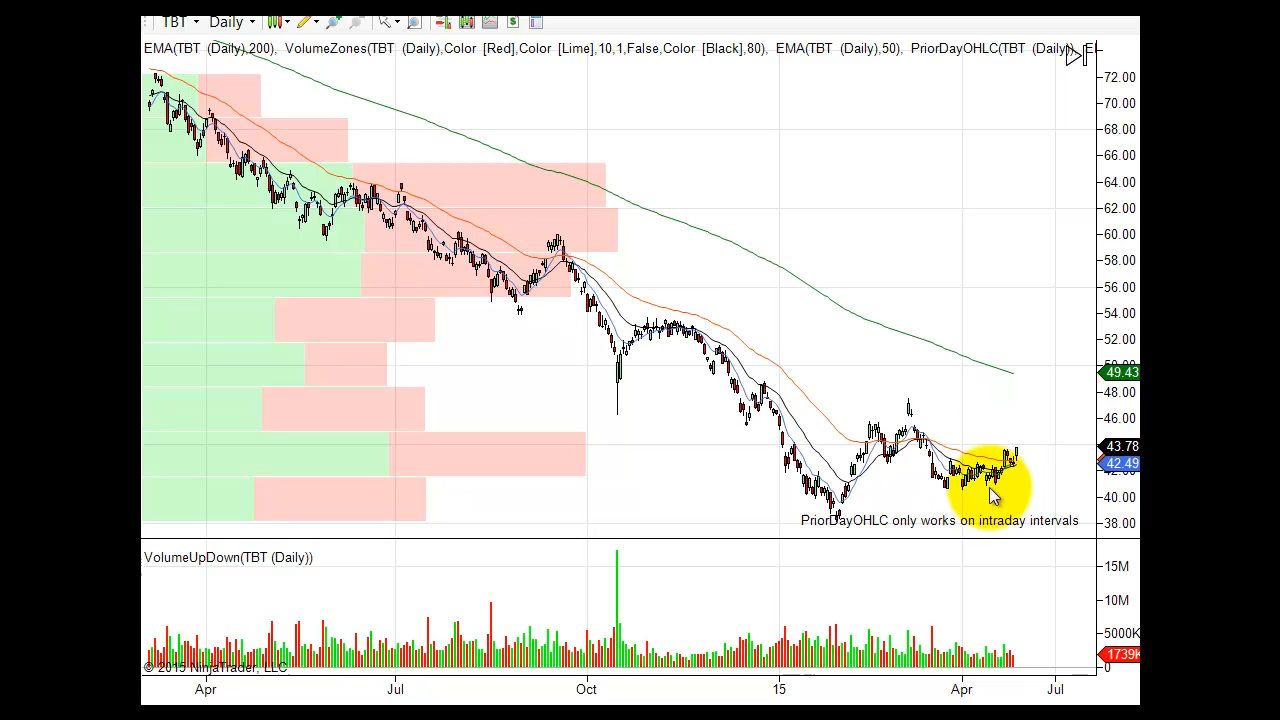 TBT Daily
EMA(TBT (Daily),200), VolumeZones(TBT (Daily),Color [Red],Color [Lime],10,1,False,Color [Black],80), EMA(TBT (Daily),50), PriorDayOHLC(TBT (Daily))
72.00
70.00
68.00
66.00
64.00
62.00
60.00
58.00
56.00
54.00
52.00
50.00
49.43
48.00
46.00
43.78
42.49
42.00
40.00
38.00
PriorDayOHLC only works on intraday intervals
VolumeUpDown(TBT (Daily))
15M
10M
5000K
1739K
0
© 2015 NinjaTrader, LLC
Apr Jul Oct 15 Apr Jul